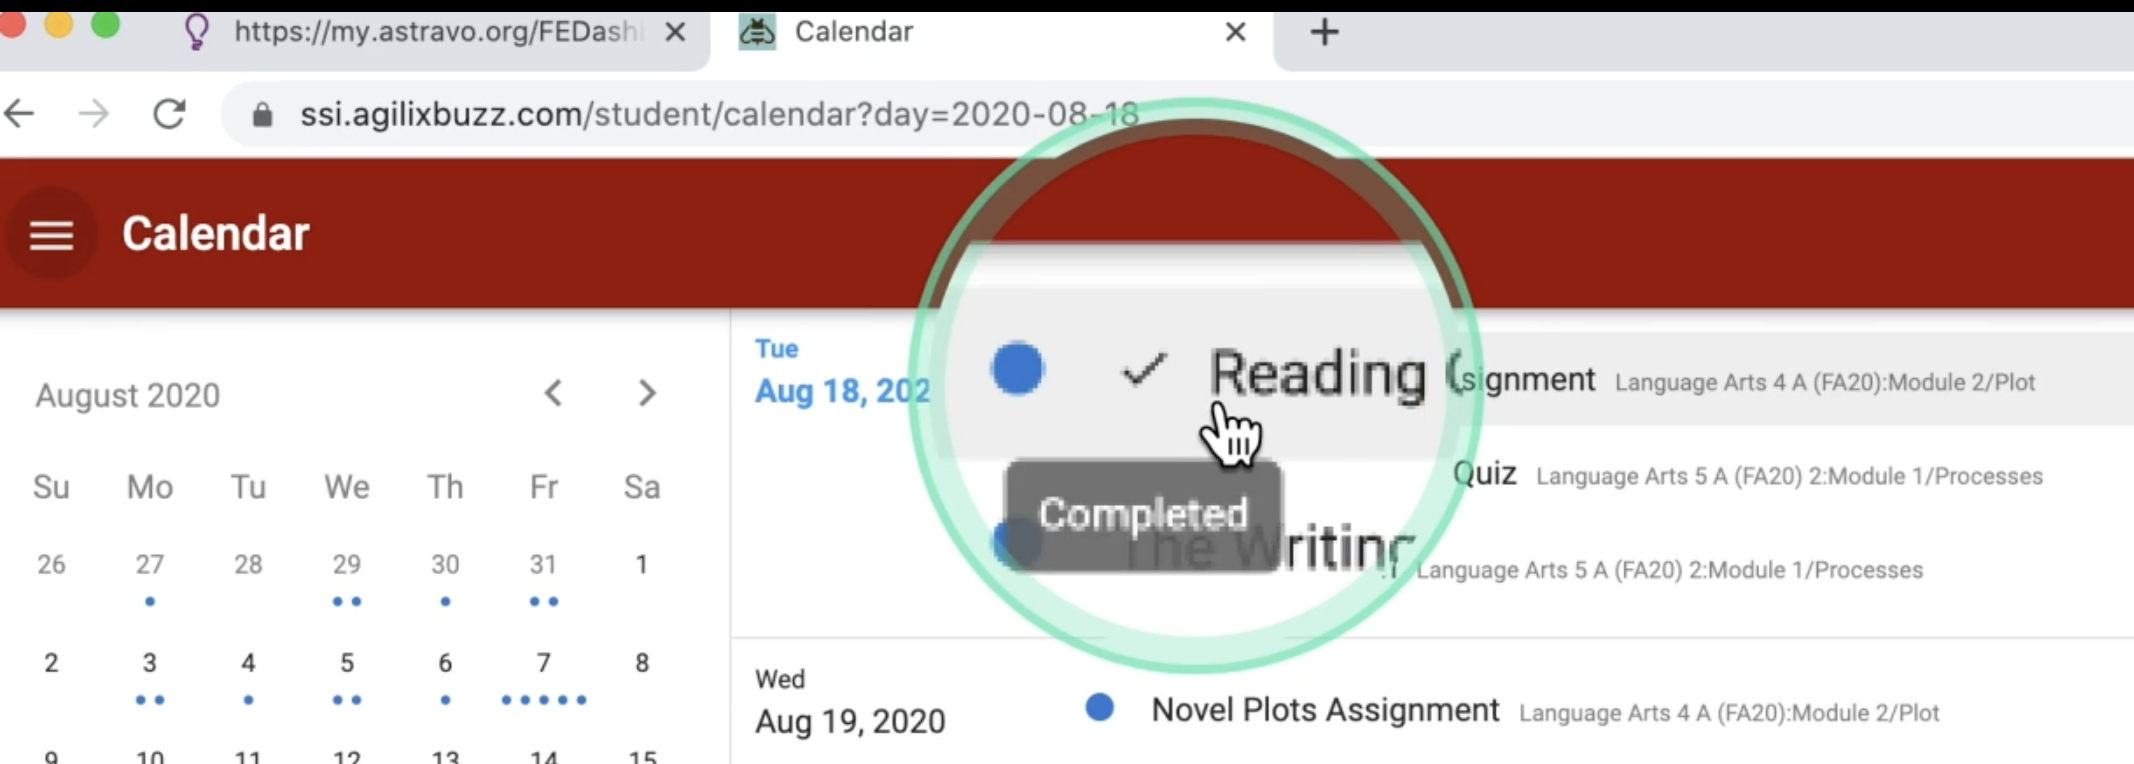 https://my.astravo.org/FEDash
Calendar
ssi.agilixbuzz.com/student/calendar?day=2020-08-18
Calendar
August 2020
Su Mo Tu We Th Fr Sa
26 27 28 29 30 31 1
2 3 4 5 6 7 8
9 10 11 12 13 14 15
Tue
Aug 18, 202
Reading signment Language Arts 4 A (FA20):Module 2/Plot
Completed
Quiz Language Arts 5 A (FA20) 2:Module 1/Processes
The Writing Language Arts 5 A (FA20) 2:Module 1/Processes
Wed
Aug 19, 2020
Novel Plots Assignment Language Arts 4 A (FA20):Module 2/Plot